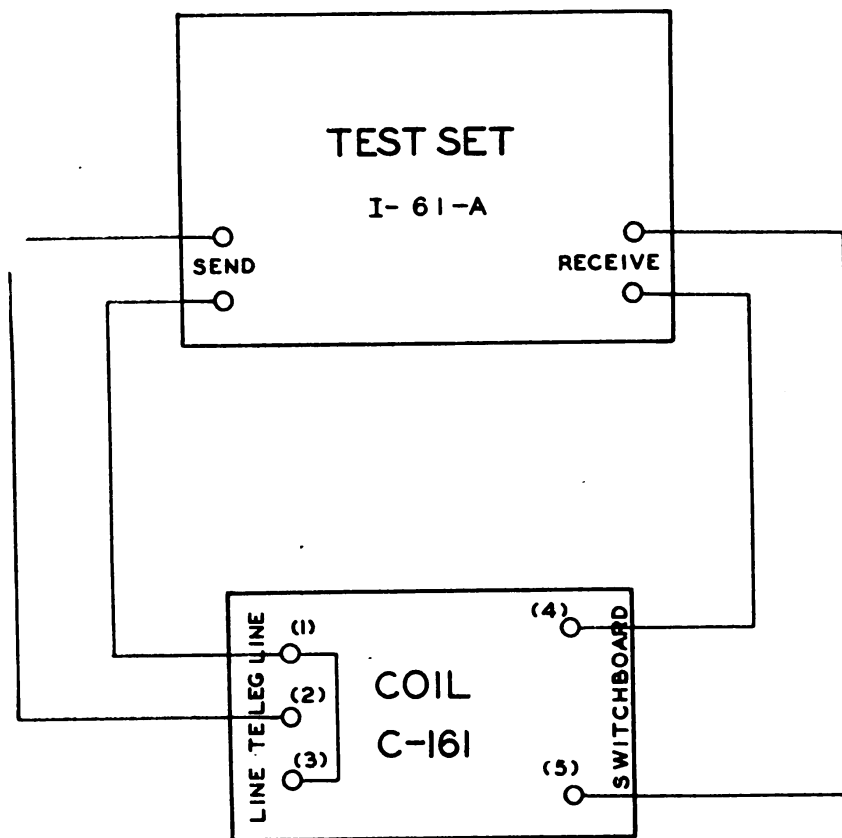 TEST SET
I-61-A
SEND
RECEIVE
LINE TELEG LINE
(1)
(2)
(3)
COIL
C-161
(4)
(5)
SWITCHBOARD